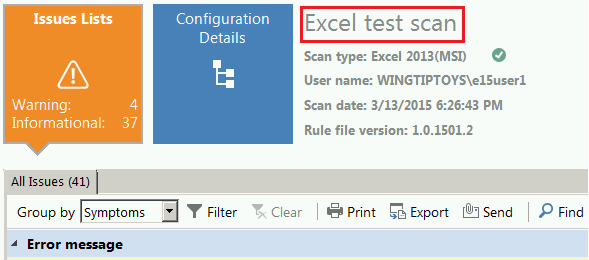 Issues Lists
Warning: 4
Informational: 37
Configuration
Details
Excel test scan
Scan type: Excel 2013(MSI)
User name: WINGTIPTOYS\e15user1
Scan date: 3/13/2015 6:26:43 PM
Rule file version: 1.0.1501.2
All Issues (41)
Group by Symptoms Filter Clear Print Export Send Find
Error message